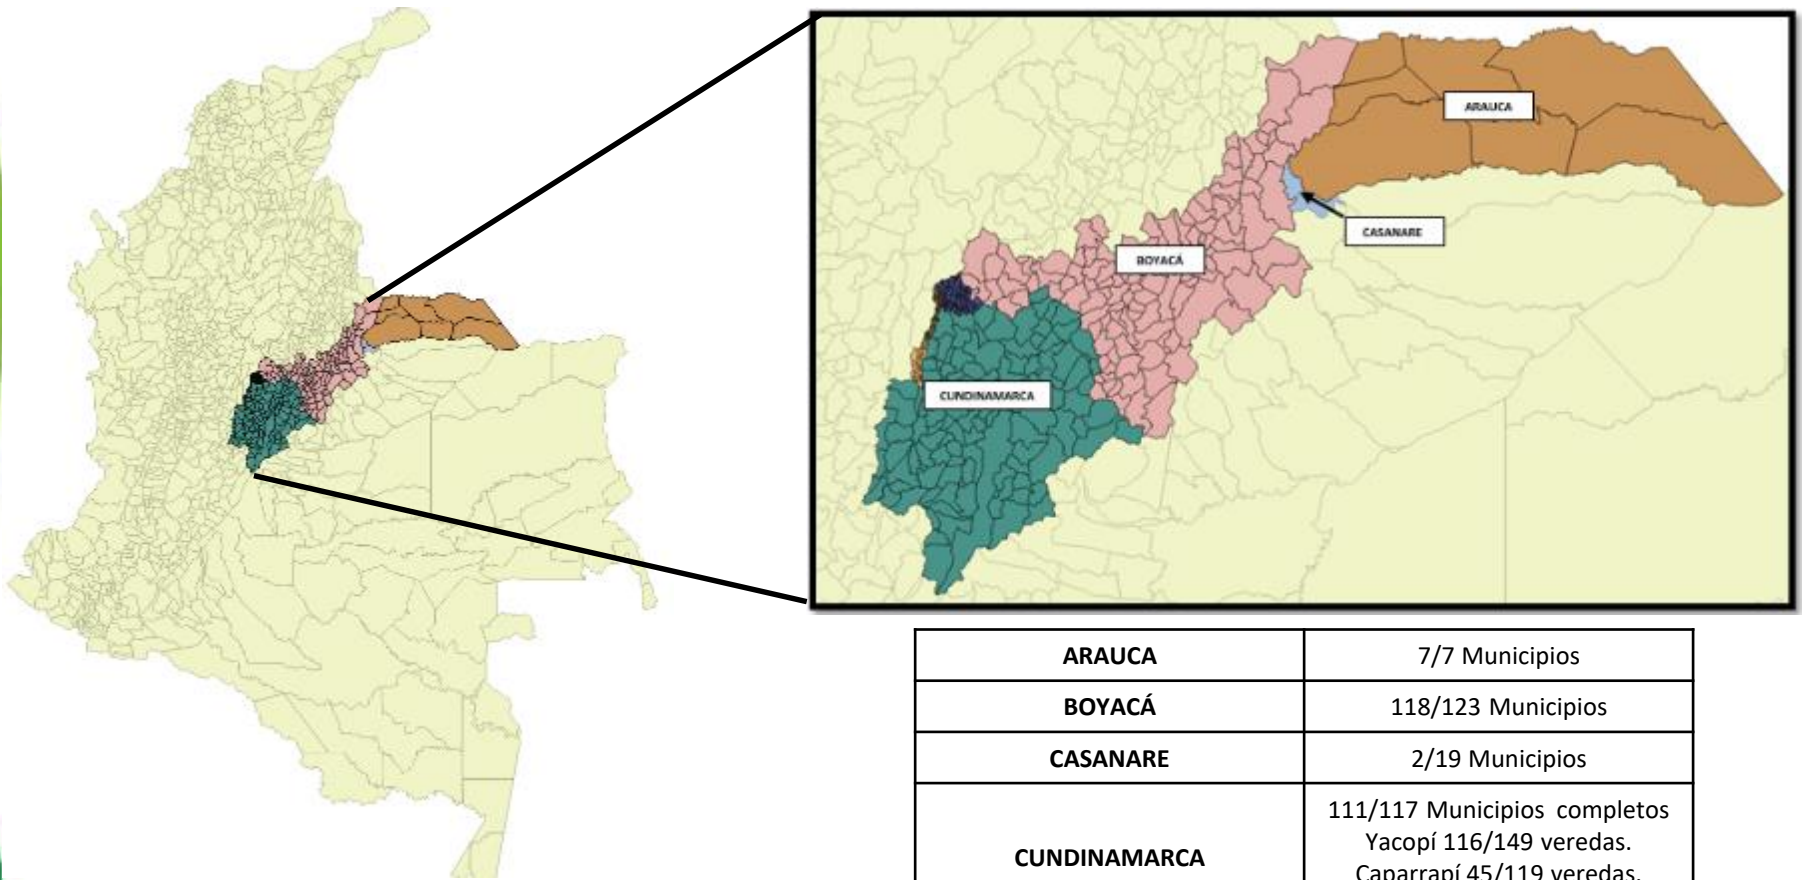 ARAUCA
CASANARE
BOYACÁ
CUNDINAMARCA
ARAUCA 7/7 Municipios
BOYACÁ 118/123 Municipios
CASANARE 2/19 Municipios
CUNDINAMARCA 111/117 Municipios completos
Yacopí 116/149 veredas.
Caparrapí 45/119 veredas.